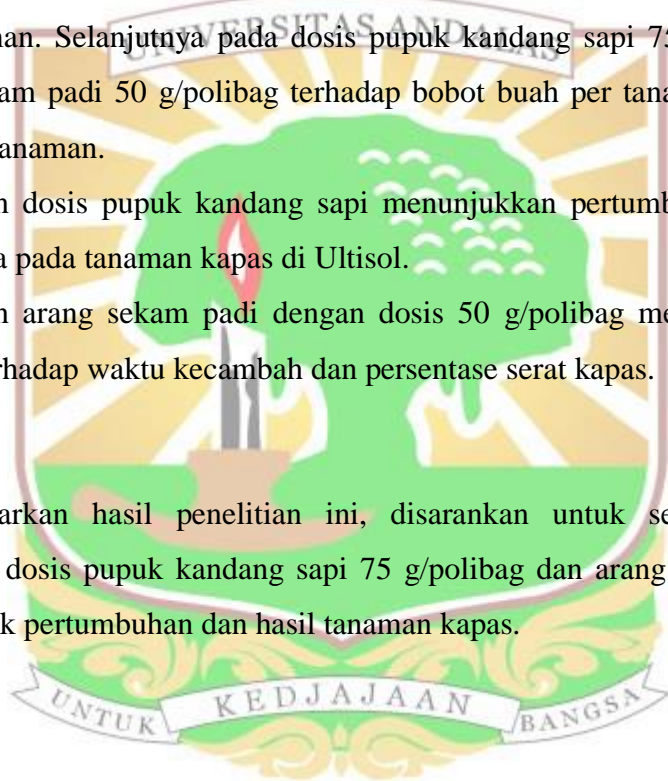 nan. Selanjutnya pada dosis pupuk kandang sapi 75
UNIVERSITAS ANDALAS
am padi 50 g/polibag terhadap bobot buah per tana
anaman.
n dosis pupuk kandang sapi menunjukkan pertumb
a pada tanaman kapas di Ultisol.
n arang sekam padi dengan dosis 50 g/polibag me
rhadap waktu kecambah dan persentase serat kapas.
arkan hasil penelitian ini, disarankan untuk se
dosis pupuk kandang sapi 75 g/polibag dan arang
k pertumbuhan dan hasil tanaman kapas.
UNTUK KEDJAJAAN BANGSA